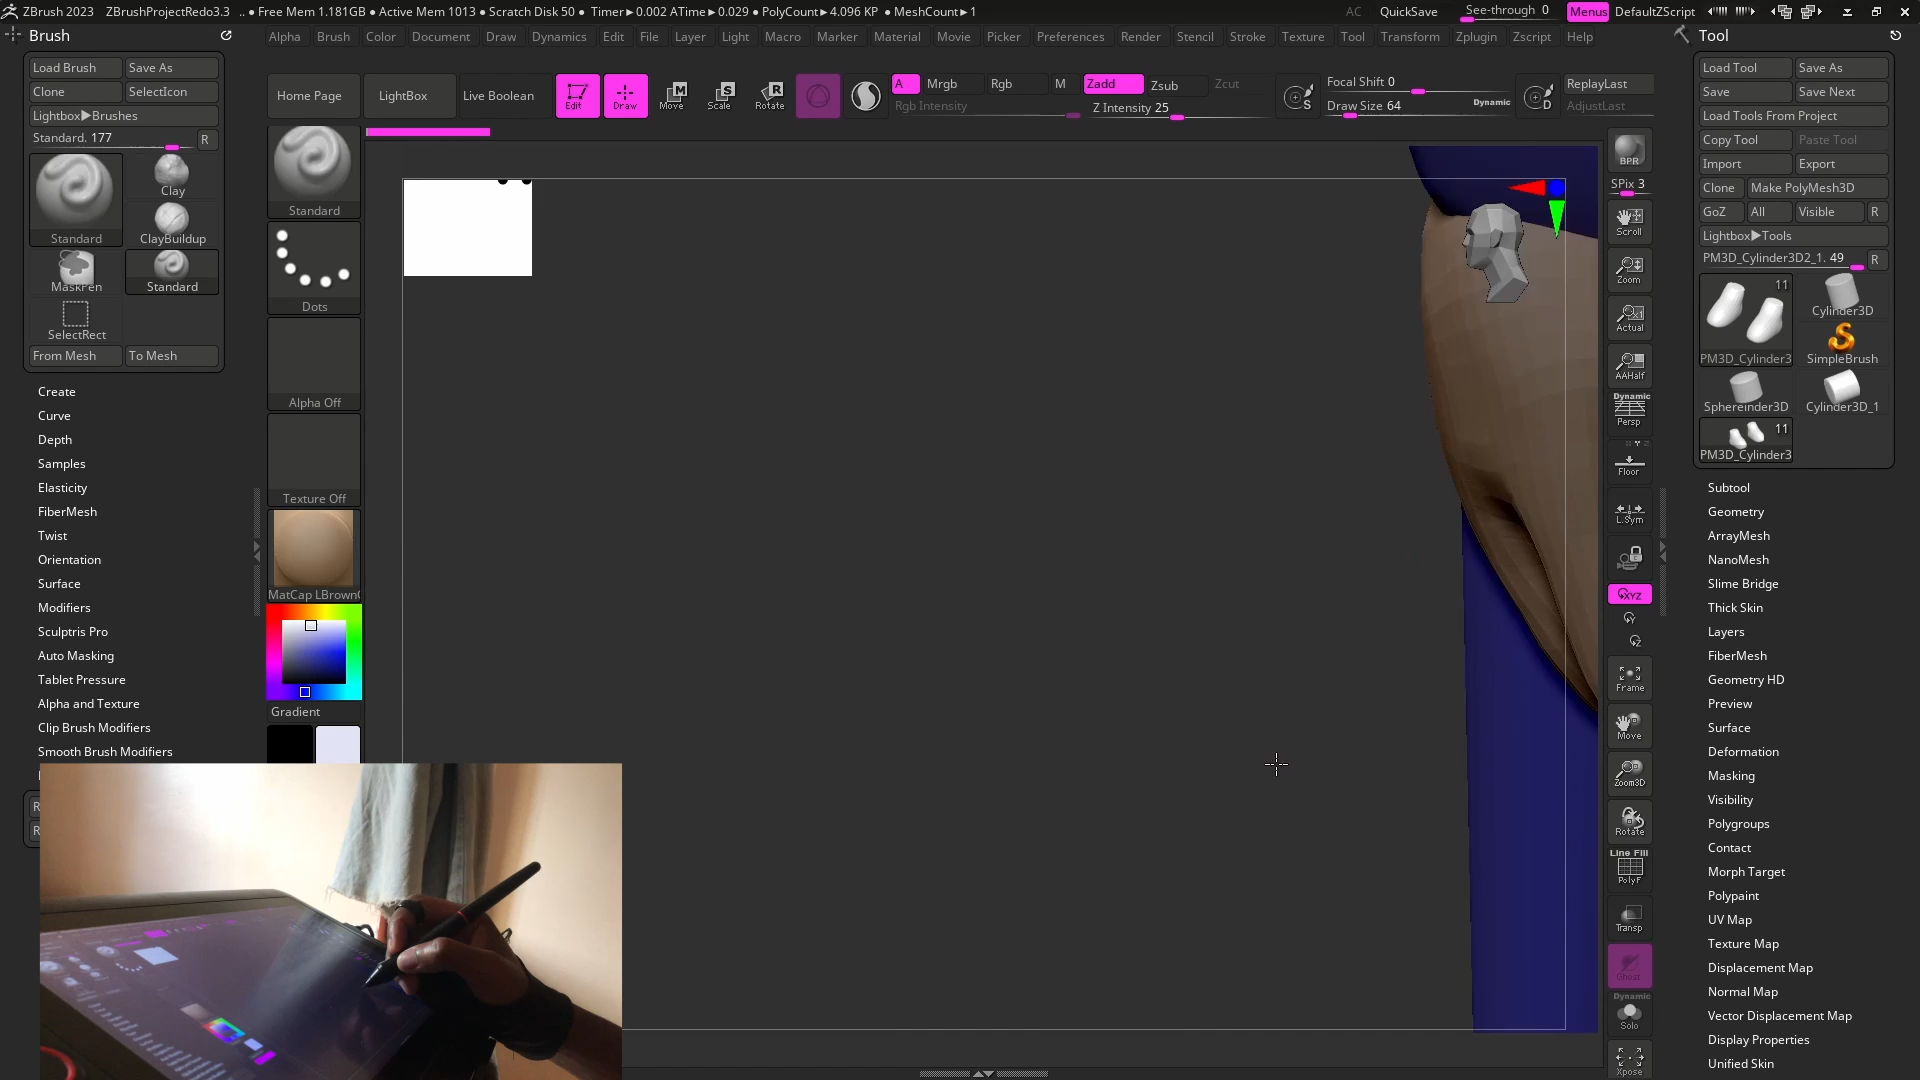 ZBrush 2023 ZBrushProjectRedo3.3 .. ● Free Mem 1.181GB ● Active Mem 1013 ● Scratch Disk 50 ● Timer►0.002 ATime►0.029 ● PolyCount►4.096 KP ● MeshCount►1 AC QuickSave See-through 0 Menus DefaultZScript
Brush
Alpha Brush Color Document Draw Dynamics Edit File Layer Light Macro Marker Material Movie Picker Preferences Render Stencil Stroke Texture Tool Transform Zplugin Zscript Help
Tool
Load Brush Save As
Clone SelectIcon
Lightbox►Brushes
Standard. 177 R
Standard
Clay
ClayBuildup
MaskPen
Standard
SelectRect
From Mesh To Mesh
Create
Curve
Depth
Samples
Elasticity
FiberMesh
Twist
Orientation
Surface
Modifiers
Sculptris Pro
Auto Masking
Tablet Pressure
Alpha and Texture
Clip Brush Modifiers
Smooth Brush Modifiers
R
R
Home Page LightBox Live Boolean Edit Draw Move Scale Rotate
A Mrgb Rgb M Zadd Zsub Zcut
Rgb Intensity Z Intensity 25
S
Focal Shift 0
Draw Size 64 Dynamic
D
ReplayLast
AdjustLast
Standard
Dots
Alpha Off
Texture Off
MatCap LBrown
Gradient
BPR
SPix 3
Scroll
Zoom
Actual
AAHalf
Dynamic
Persp
Floor
L.Sym
XYZ
Y
Z
Frame
Move
Zoom3D
Rotate
Line Fill
PolyF
Transp
Ghost
Dynamic
Solo
Xpose
Load Tool Save As
Save Save Next
Load Tools From Project
Copy Tool Paste Tool
Import Export
Clone Make PolyMesh3D
GoZ All Visible R
Lightbox►Tools
PM3D_Cylinder3D2_1. 49 R
11
PM3D_Cylinder3
Cylinder3D
SimpleBrush
Sphereinder3D
Cylinder3D_1
11
PM3D_Cylinder3
Subtool
Geometry
ArrayMesh
NanoMesh
Slime Bridge
Thick Skin
Layers
FiberMesh
Geometry HD
Preview
Surface
Deformation
Masking
Visibility
Polygroups
Contact
Morph Target
Polypaint
UV Map
Texture Map
Displacement Map
Normal Map
Vector Displacement Map
Display Properties
Unified Skin